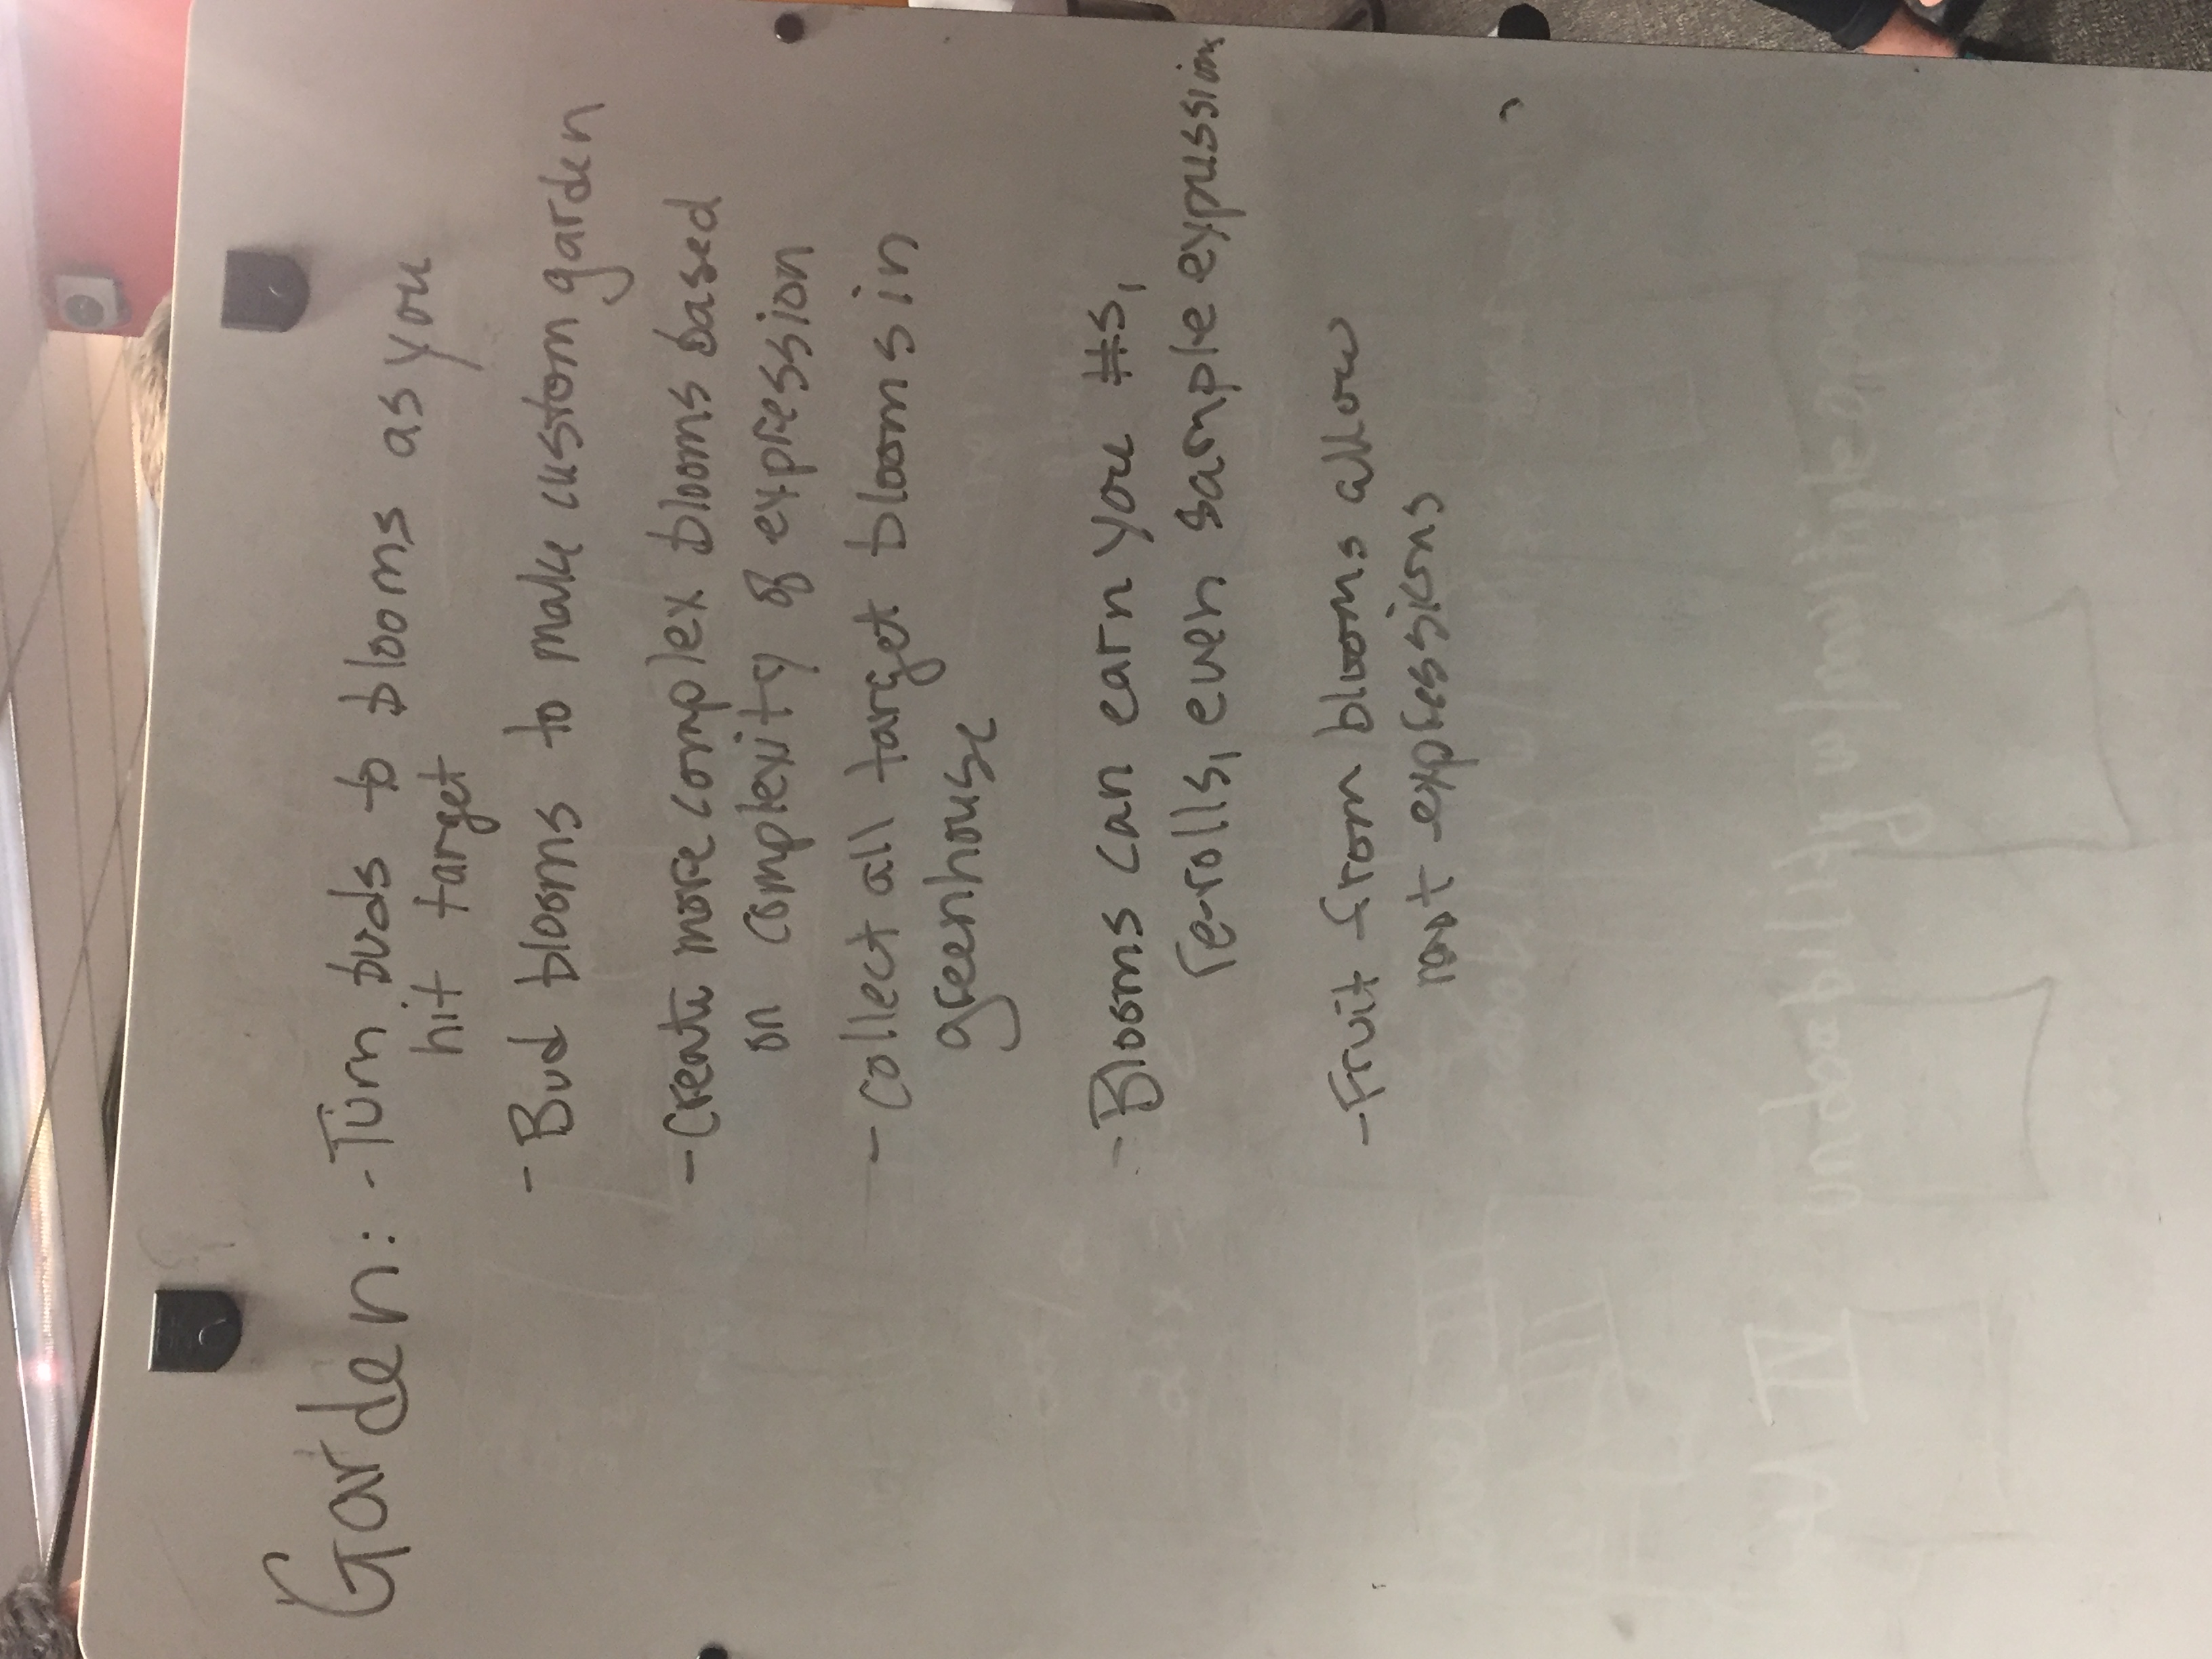 Garden: - Turn buds to blooms as you
hit target
- Bud blooms to make custom garden
- Create more complex blooms based
on complexity of expression
- Collect all target blooms in
greenhouse
- Blooms can earn you #s,
re-rolls, even sample expressions
- Fruit from blooms allow
expressions